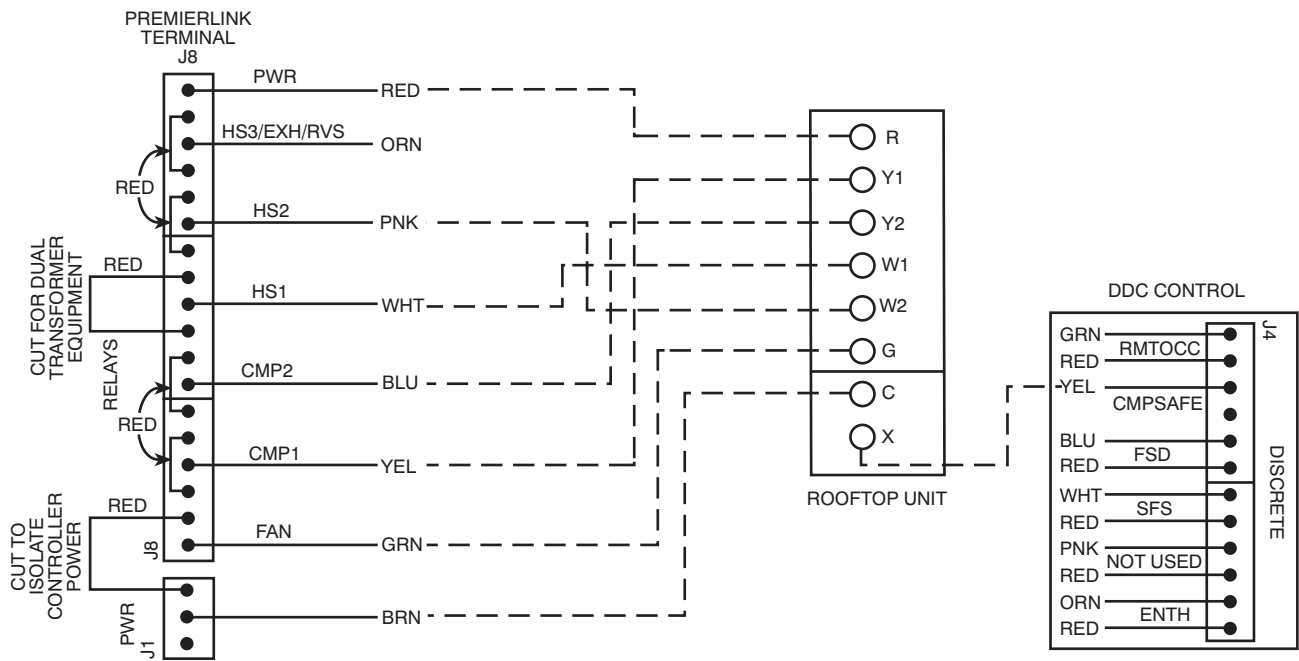 PREMIERLINK
TERMINAL
J8
PWR
RED
HS3/EXH/RVS
ORN
RED
HS2
PNK
CUT FOR DUAL
TRANSFORMER
EQUIPMENT
RED
HS1
WHT
RELAYS
CMP2
BLU
RED
CMP1
YEL
CUT TO
ISOLATE
CONTROLLER
POWER
RED
J8
FAN
GRN
PWR
J1
BRN
R
Y1
Y2
W1
W2
G
C
X
ROOFTOP UNIT
DDC CONTROL
J4
GRN
RMTOCC
RED
YEL
CMPSAFE
BLU
FSD
RED
DISCRETE
WHT
SFS
RED
PNK
NOT USED
RED
ORN
ENTH
RED